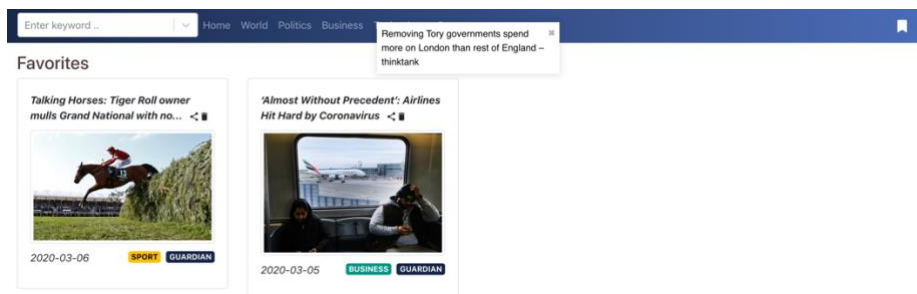 Enter keyword ..
Home World Politics Business
Removing Tory governments spend
more on London than rest of England –
thinktank
Favorites
Talking Horses: Tiger Roll owner
mulls Grand National with no...
2020-03-06 SPORT GUARDIAN
'Almost Without Precedent': Airlines
Hit Hard by Coronavirus
2020-03-05 BUSINESS GUARDIAN